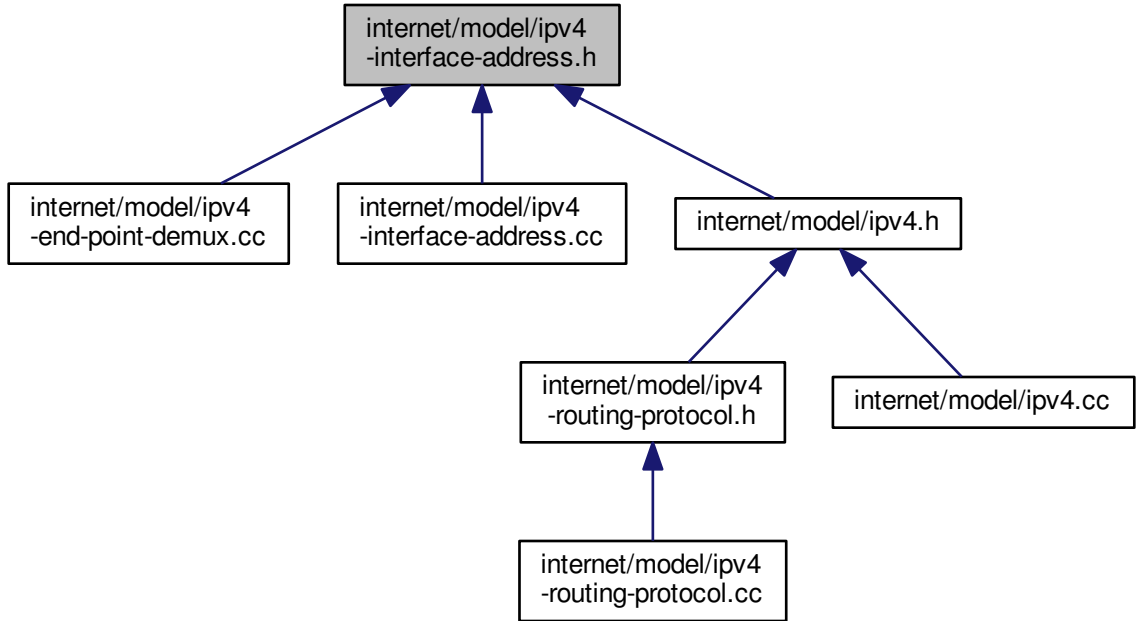 internet/model/ipv4
-interface-address.h
internet/model/ipv4
-end-point-demux.cc
internet/model/ipv4
-interface-address.cc
internet/model/ipv4.h
internet/model/ipv4
-routing-protocol.h
internet/model/ipv4.cc
internet/model/ipv4
-routing-protocol.cc